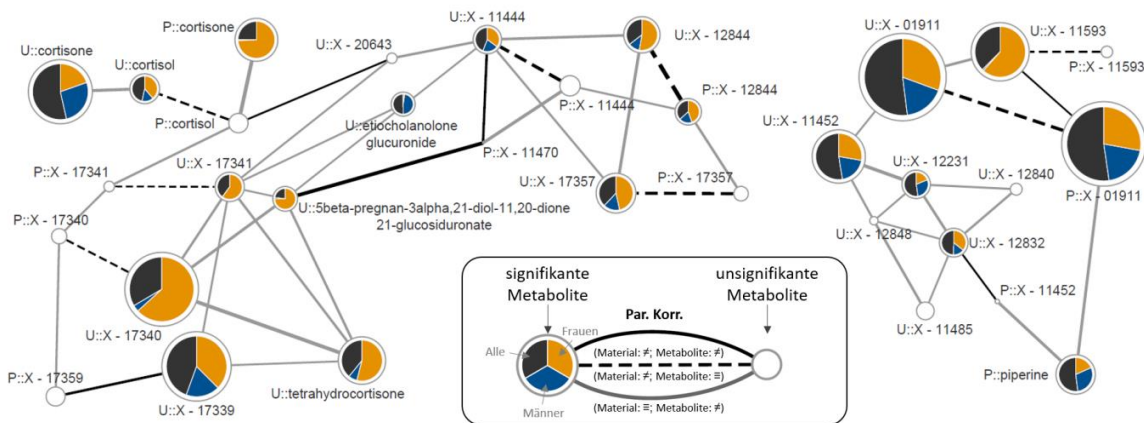 P::cortisone
U::cortisone
U::cortisol
P::cortisol
U::X - 20643
U::X - 11444
U::X - 12844
P::X - 12844
P::X - 11444
U::etiocholanolone
glucuronide
P::X - 11470
U::X - 17341
P::X - 17341
U::X - 17357
P::X - 17357
U::5beta-pregnan-3alpha,21-diol-11,20-dione
21-glucosiduronate
P::X - 17340
U::X - 17340
P::X - 17359
U::X - 17339
U::tetrahydrocortisone
U::X - 01911
U::X - 11593
P::X - 11593
U::X - 11452
U::X - 12231
U::X - 12840
P::X - 01911
U::X - 12848
U::X - 12832
P::X - 11452
U::X - 11485
P::piperine
signifikante
Metabolite
unsignifikante
Metabolite
Par. Korr.
Frauen
Alle
Männer
(Material: ≠; Metabolite: ≠)
(Material: ≠; Metabolite: ≡)
(Material: ≡; Metabolite: ≠)